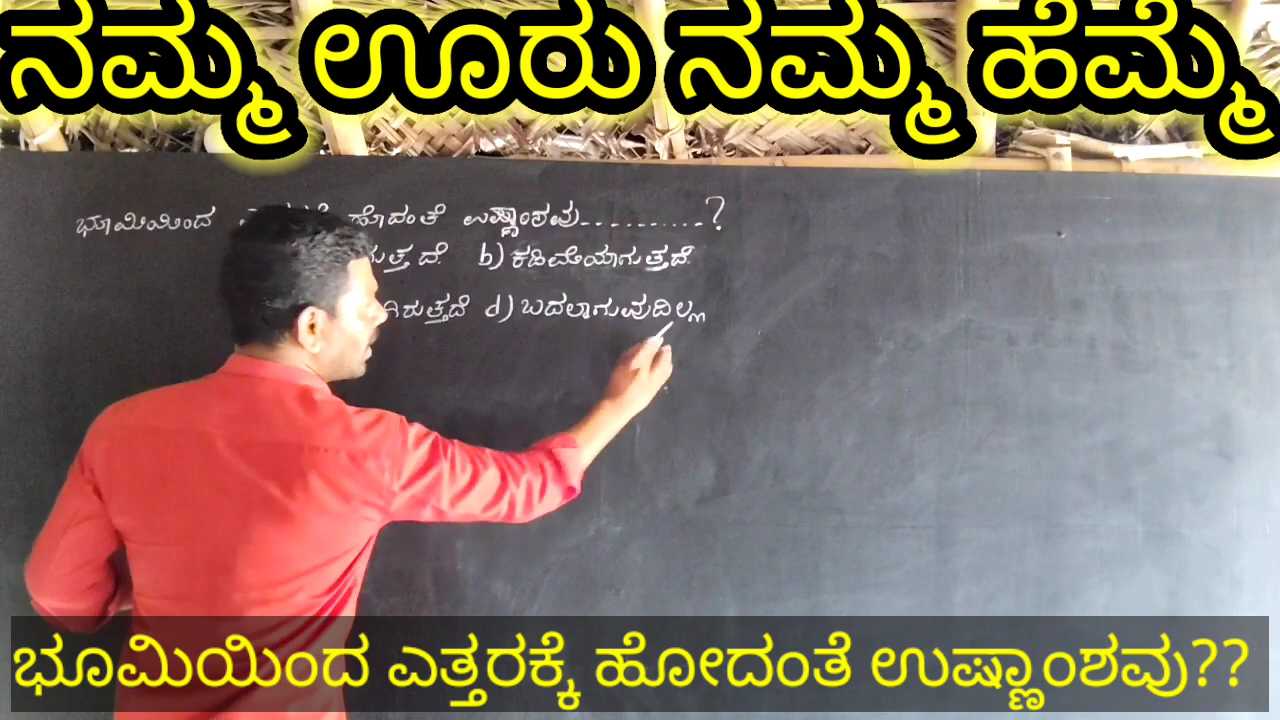 ನಮ್ಮ ಊರು ನಮ್ಮ ಹೆಮ್ಮೆ
ಭೂಮಿಯಿಂದ ಹೋದಂತೆ ಉಷ್ಣಾಂಶವು...........?
b) ಕಡಿಮೆಯಾಗುತ್ತದೆ
d) ಬದಲಾಗುವುದಿಲ್ಲ
ಭೂಮಿಯಿಂದ ಎತ್ತರಕ್ಕೆ ಹೋದಂತೆ ಉಷ್ಣಾಂಶವು??